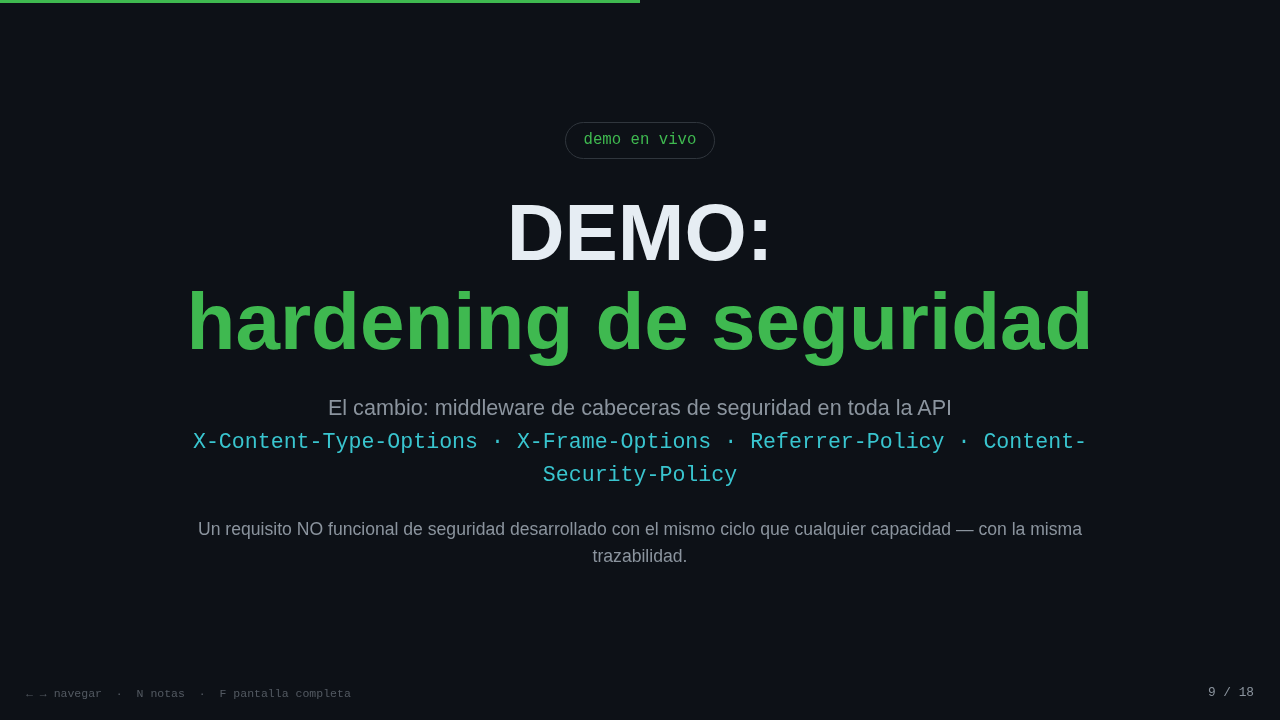 demo en vivo
DEMO:
hardening de seguridad
El cambio: middleware de cabeceras de seguridad en toda la API
X-Content-Type-Options · X-Frame-Options · Referrer-Policy · Content-
Security-Policy
Un requisito NO funcional de seguridad desarrollado con el mismo ciclo que cualquier capacidad — con la misma
trazabilidad.
← → navegar · N notas · F pantalla completa
9 / 18